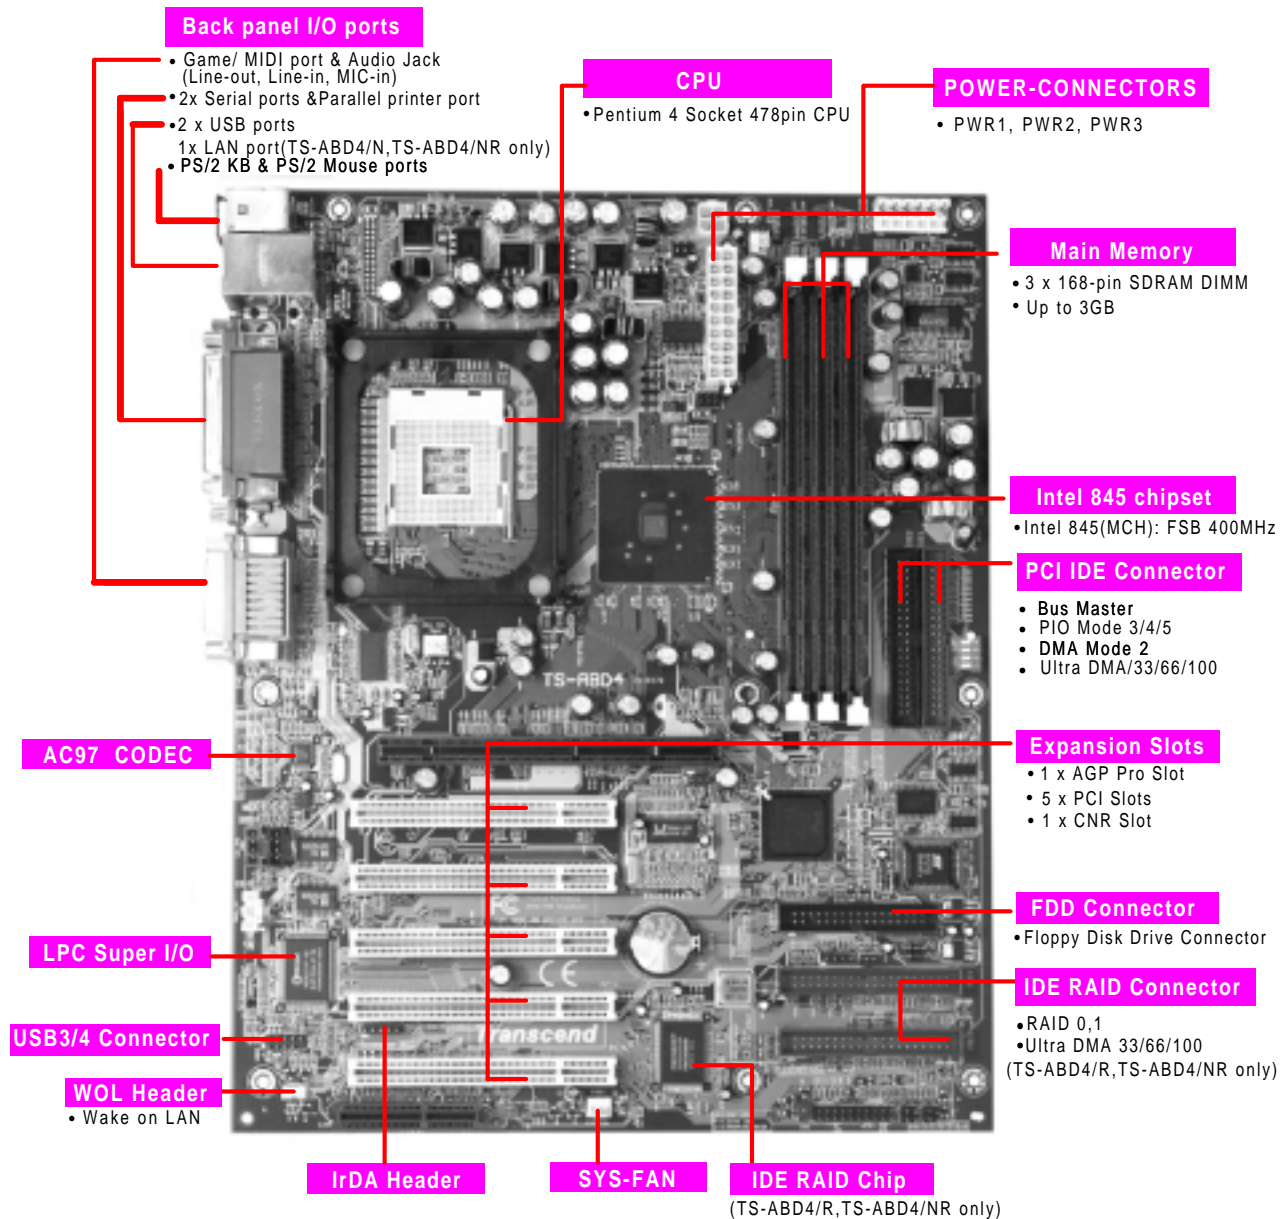 Back panel I/O ports
• Game/ MIDI port & Audio Jack
(Line-out, Line-in, MIC-in)
• 2x Serial ports &Parallel printer port
• 2 x USB ports
1x LAN port(TS-ABD4/N,TS-ABD4/NR only)
• PS/2 KB & PS/2 Mouse ports
CPU
• Pentium 4 Socket 478pin CPU
POWER-CONNECTORS
• PWR1, PWR2, PWR3
Main Memory
• 3 x 168-pin SDRAM DIMM
• Up to 3GB
Intel 845 chipset
• Intel 845(MCH): FSB 400MHz
PCI IDE Connector
• Bus Master
• PIO Mode 3/4/5
• DMA Mode 2
• Ultra DMA/33/66/100
TS-ABD4
AC97 CODEC
Expansion Slots
• 1 x AGP Pro Slot
• 5 x PCI Slots
• 1 x CNR Slot
FC
FDD Connector
• Floppy Disk Drive Connector
LPC Super I/O
CE
IDE RAID Connector
• RAID 0,1
• Ultra DMA 33/66/100
(TS-ABD4/R,TS-ABD4/NR only)
USB3/4 Connector
Transcend
WOL Header
• Wake on LAN
IrDA Header
SYS-FAN
IDE RAID Chip
(TS-ABD4/R,TS-ABD4/NR only)